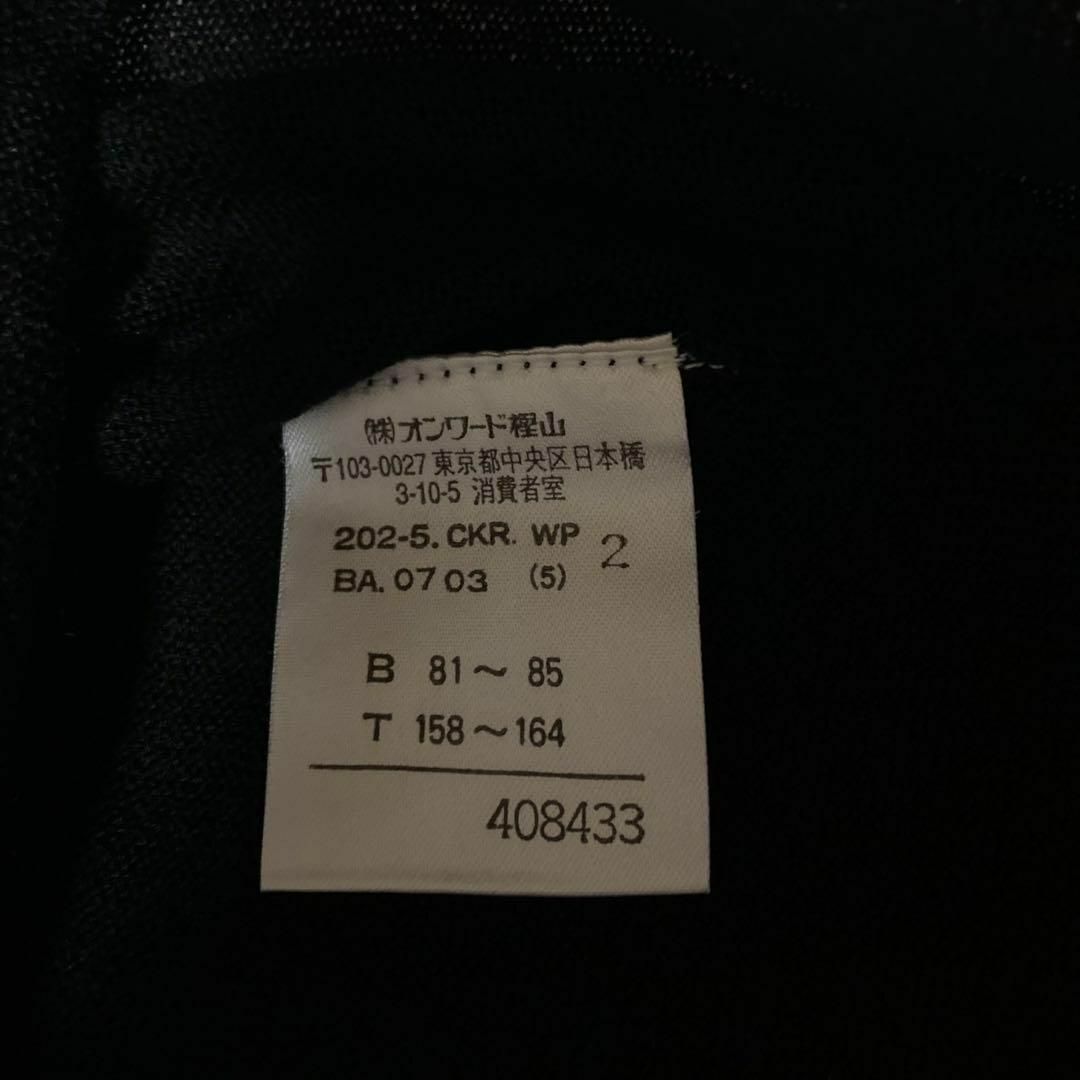 ㈱オンワード樫山
〒103-0027 東京都中央区日本橋
3-10-5 消費者室
202-5. CKR. WP 2
BA. 0703 (5)
B 81～ 85
T 158～164
408433